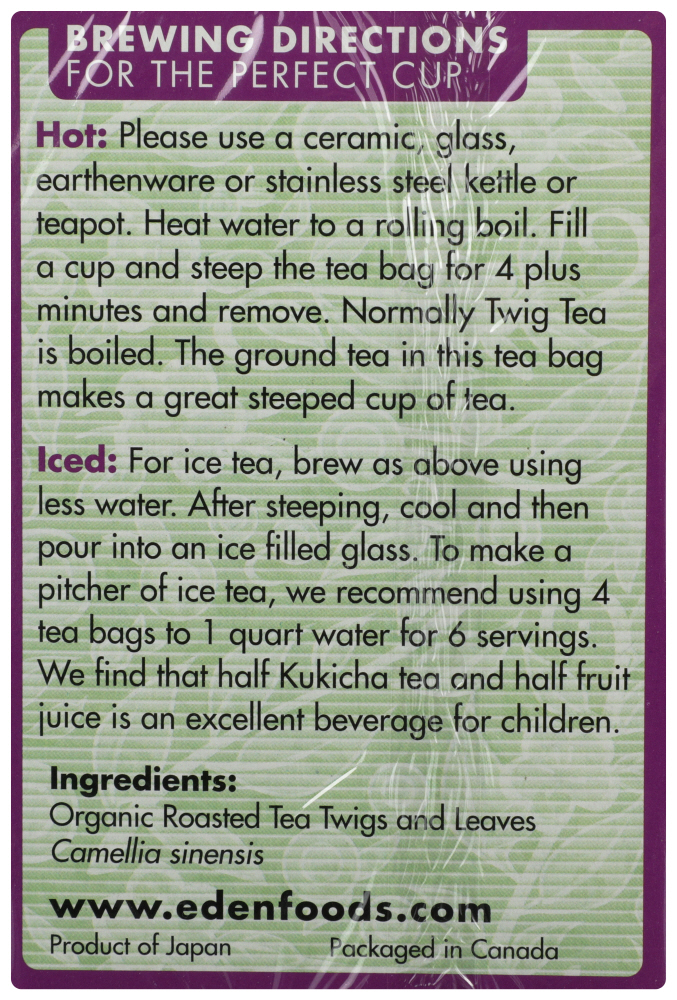 BREWING DIRECTIONS
FOR THE PERFECT CUP
Hot: Please use a ceramic, glass,
earthenware or stainless steel kettle or
teapot. Heat water to a rolling boil. Fill
a cup and steep the tea bag for 4 plus
minutes and remove. Normally Twig Tea
is boiled. The ground tea in this tea bag
makes a great steeped cup of tea.
Iced: For ice tea, brew as above using
less water. After steeping, cool and then
pour into an ice filled glass. To make a
pitcher of ice tea, we recommend using 4
tea bags to 1 quart water for 6 servings.
We find that half Kukicha tea and half fruit
juice is an excellent beverage for children.
Ingredients:
Organic Roasted Tea Twigs and Leaves
Camellia sinensis
www.edenfoods.com
Product of Japan Packaged in Canada